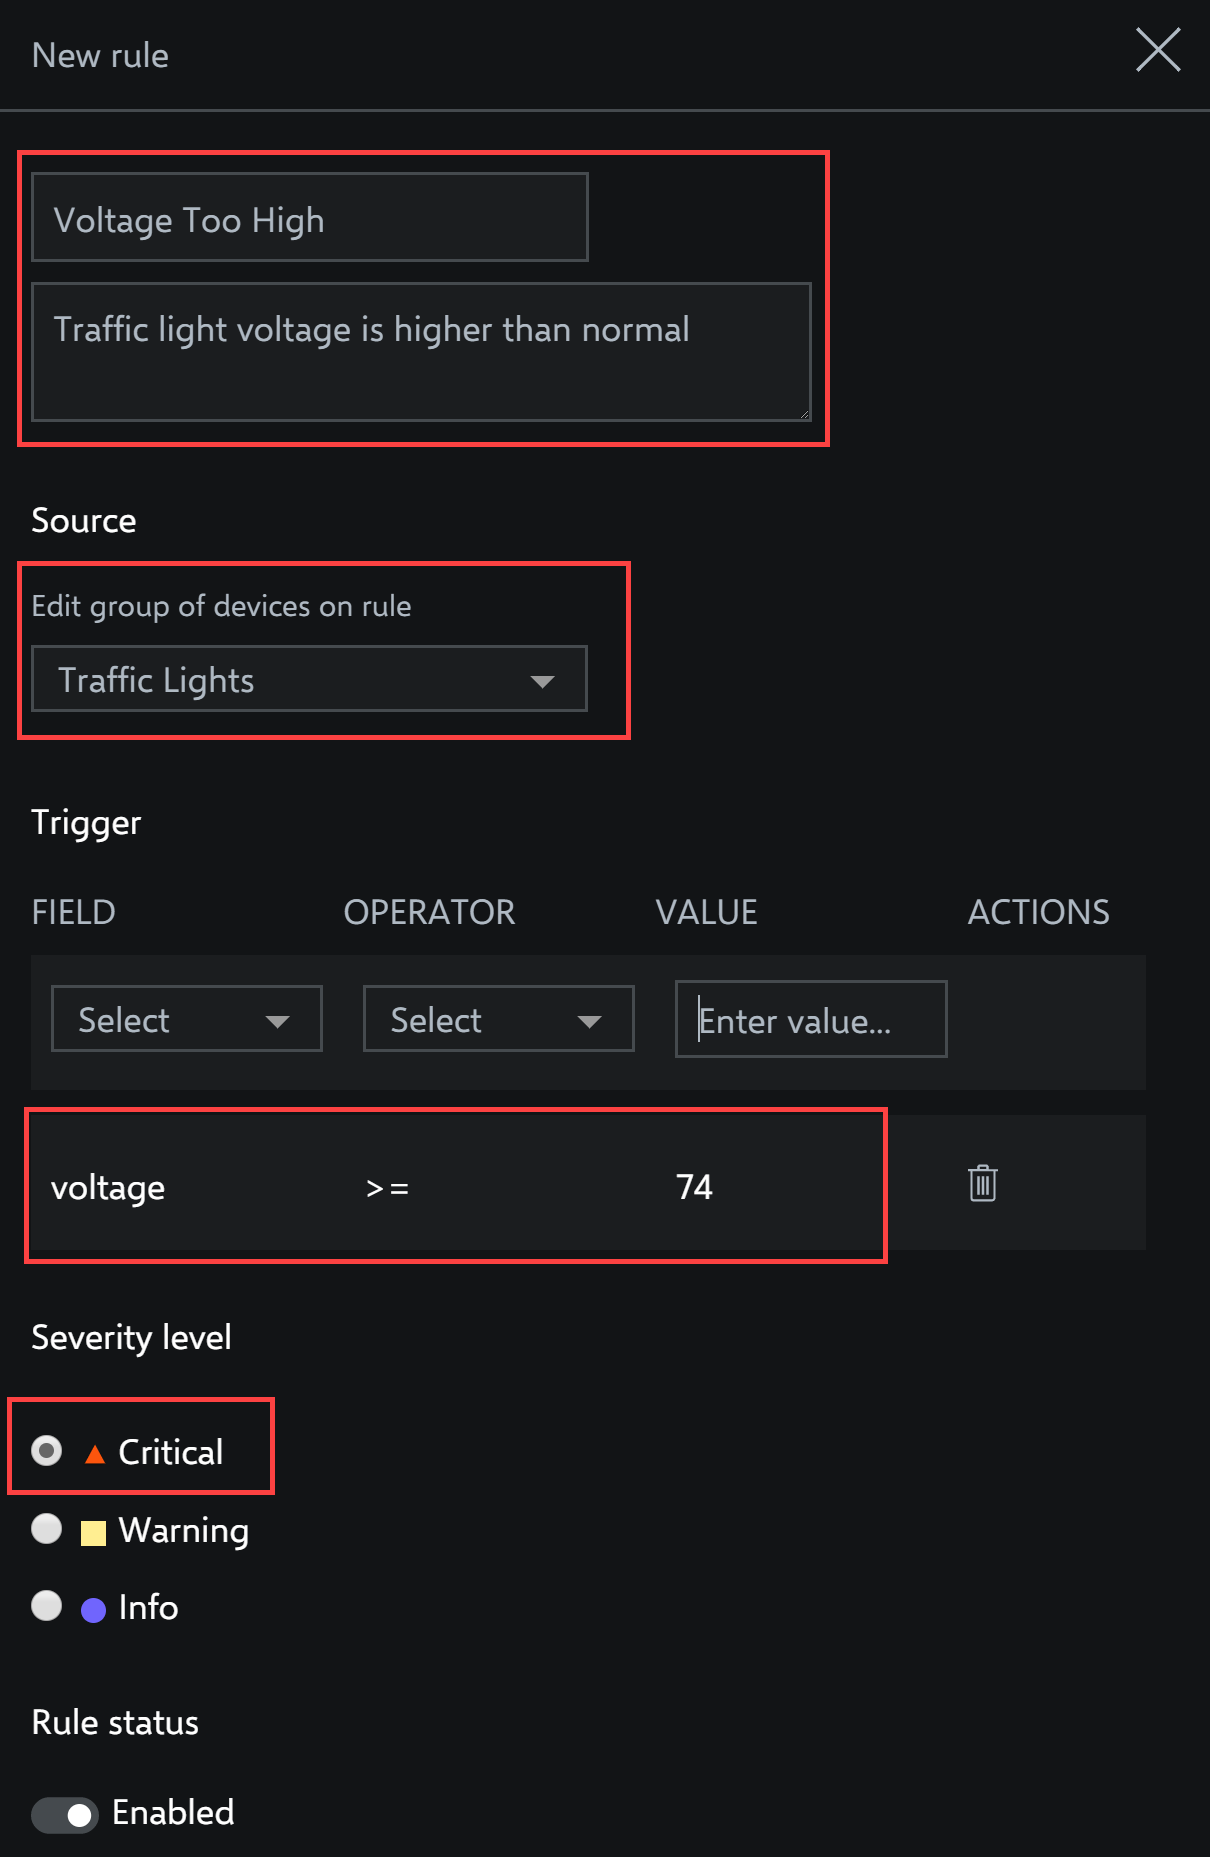 New rule
Voltage Too High
Traffic light voltage is higher than normal
Source
Edit group of devices on rule
Traffic Lights
Trigger
FIELD OPERATOR VALUE ACTIONS
Select Select Enter value...
voltage >= 74
Severity level
Critical
Warning
Info
Rule status
Enabled